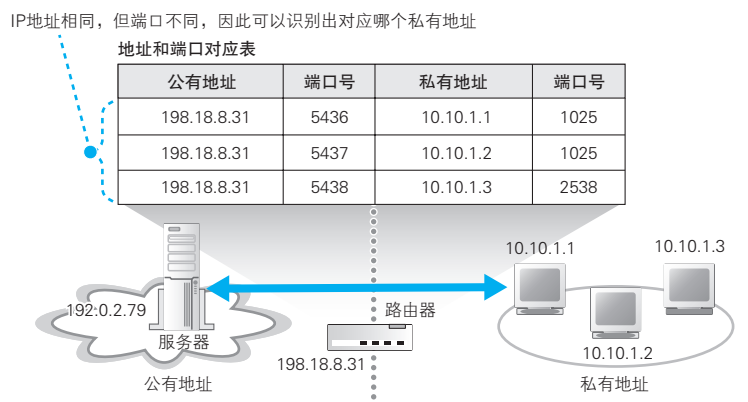 IP地址相同，但端口不同，因此可以识别出对应哪个私有地址
地址和端口对应表
公有地址 端口号 私有地址 端口号
198.18.8.31 5436 10.10.1.1 1025
198.18.8.31 5437 10.10.1.2 1025
198.18.8.31 5438 10.10.1.3 2538
10.10.1.1
10.10.1.3
192.0.2.79
服务器
路由器
198.18.8.31
10.10.1.2
公有地址
私有地址